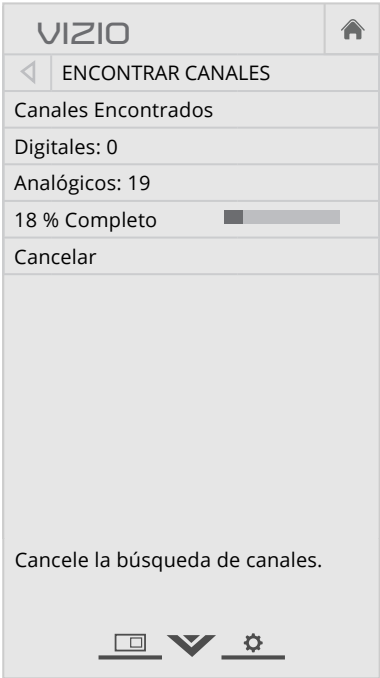 VIZIO
ENCONTRAR CANALES
Canales Encontrados
Digitales: 0
Analógicos: 19
18 % Completo
Cancelar
Cancele la búsqueda de canales.